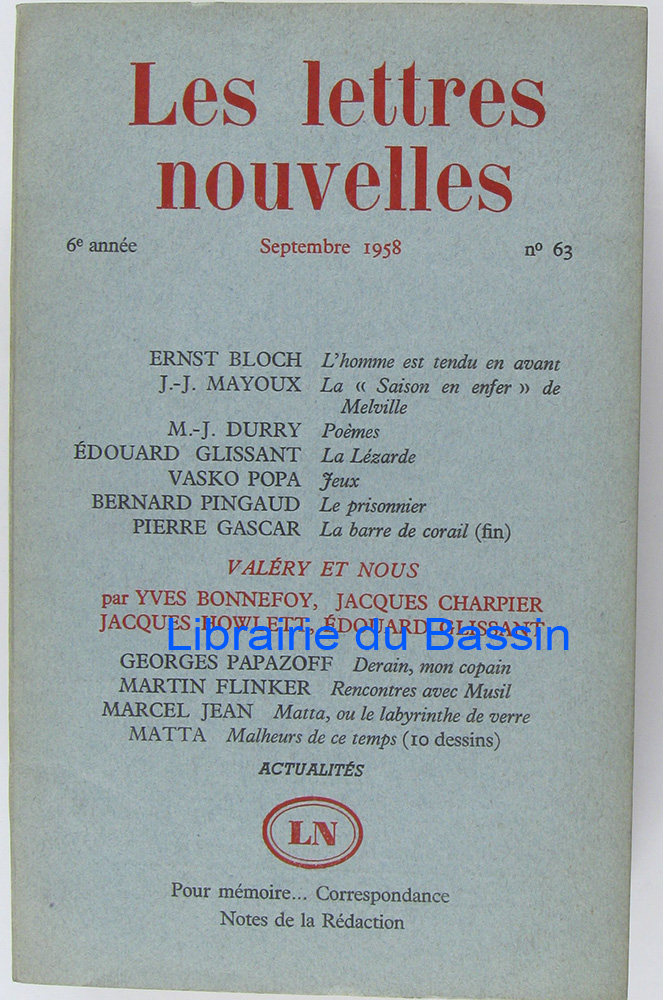 Les lettres
nouvelles
6e année Septembre 1958 nº 63
ERNST BLOCH L'homme est tendu en avant
J.-J. MAYOUX La « Saison en enfer » de
Melville
M.-J. DURRY Poèmes
ÉDOUARD GLISSANT La Lézarde
VASKO POPA Jeux
BERNARD PINGAUD Le prisonnier
PIERRE GASCAR La barre de corail (fin)
VALÉRY ET NOUS
par YVES BONNEFOY, JACQUES CHARPIER
JACQUES HOWLETT, ÉDOUARD GLISSANT
Librairie du Bassin
GEORGES PAPAZOFF Derain, mon copain
MARTIN FLINKER Rencontres avec Musil
MARCEL JEAN Matta, ou le labyrinthe de verre
MATTA Malheurs de ce temps (10 dessins)
ACTUALITÉS
LN
Pour mémoire... Correspondance
Notes de la Rédaction